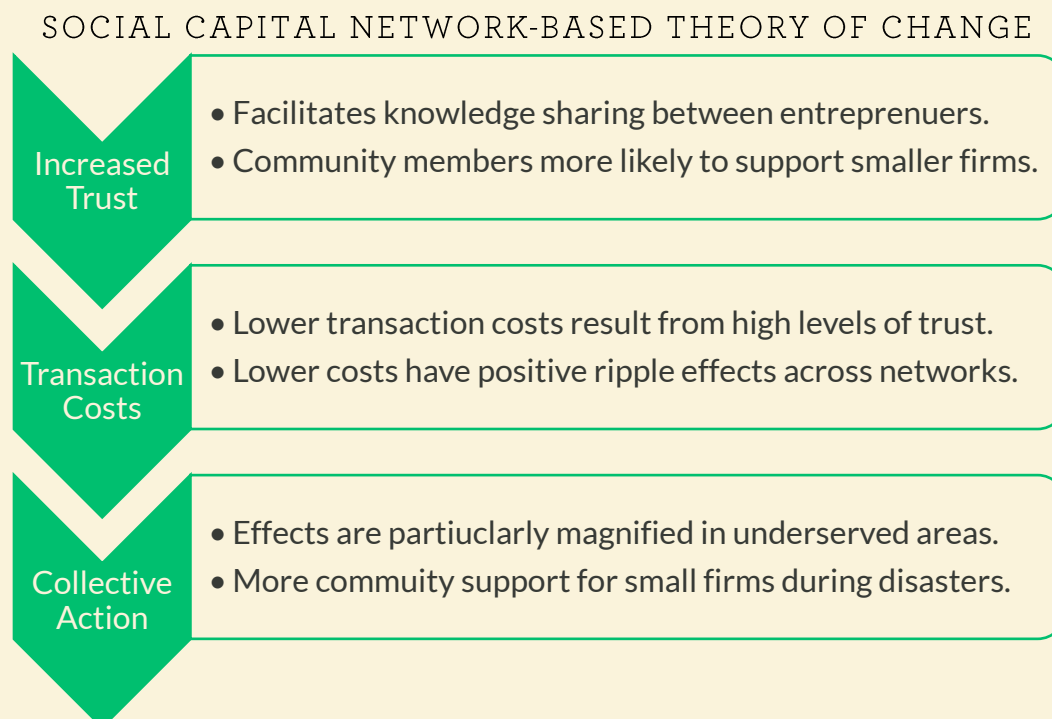 SOCIAL CAPITAL NETWORK-BASED THEORY OF CHANGE
Increased
Trust
• Facilitates knowledge sharing between entreprenuers.
• Community members more likely to support smaller firms.
Transaction
Costs
• Lower transaction costs result from high levels of trust.
• Lower costs have positive ripple effects across networks.
Collective
Action
• Effects are partiuclarly magnified in underserved areas.
• More commuity support for small firms during disasters.